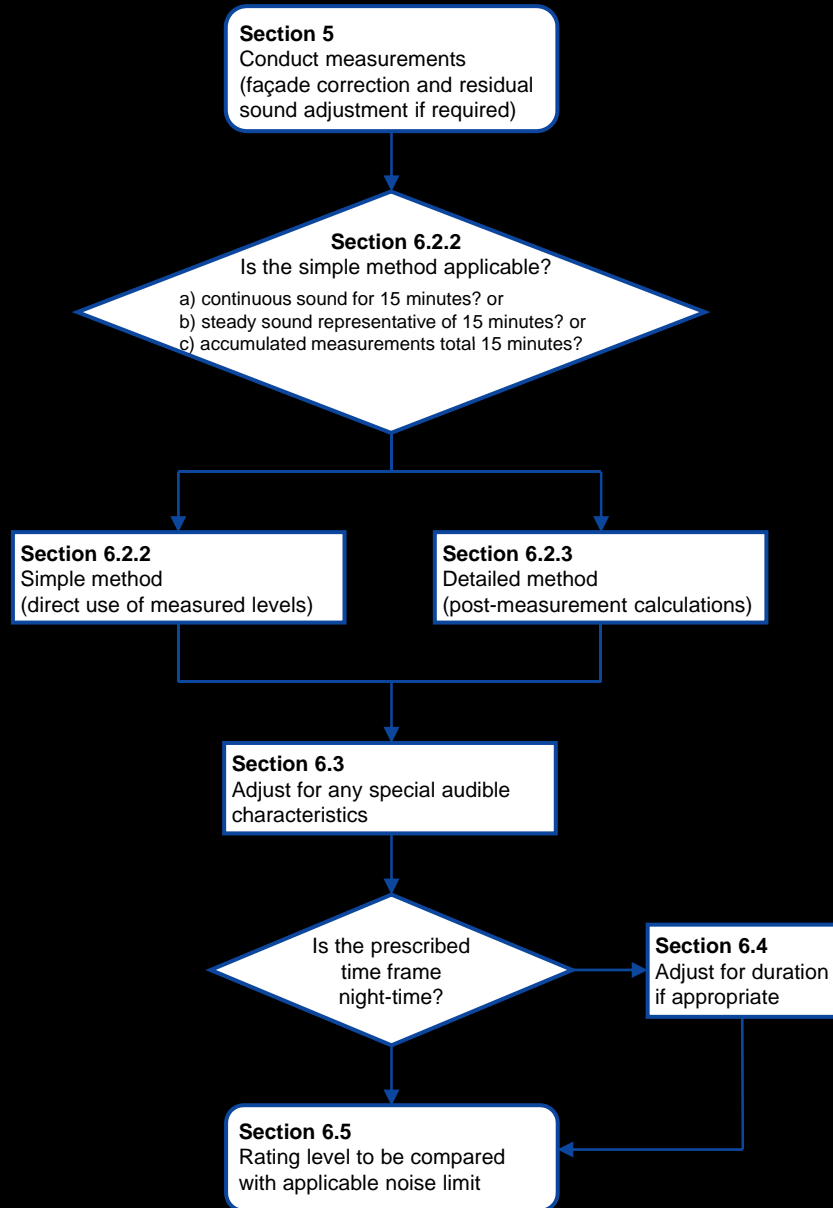 Section 5
Conduct measurements
(façade correction and residual
sound adjustment if required)
Section 6.2.2
Is the simple method applicable?
a) continuous sound for 15 minutes? or
b) steady sound representative of 15 minutes? or
c) accumulated measurements total 15 minutes?
Section 6.2.2
Simple method
(direct use of measured levels)
Section 6.2.3
Detailed method
(post-measurement calculations)
Section 6.3
Adjust for any special audible
characteristics
Is the prescribed
time frame
night-time?
Section 6.4
Adjust for duration
if appropriate
Section 6.5
Rating level to be compared
with applicable noise limit